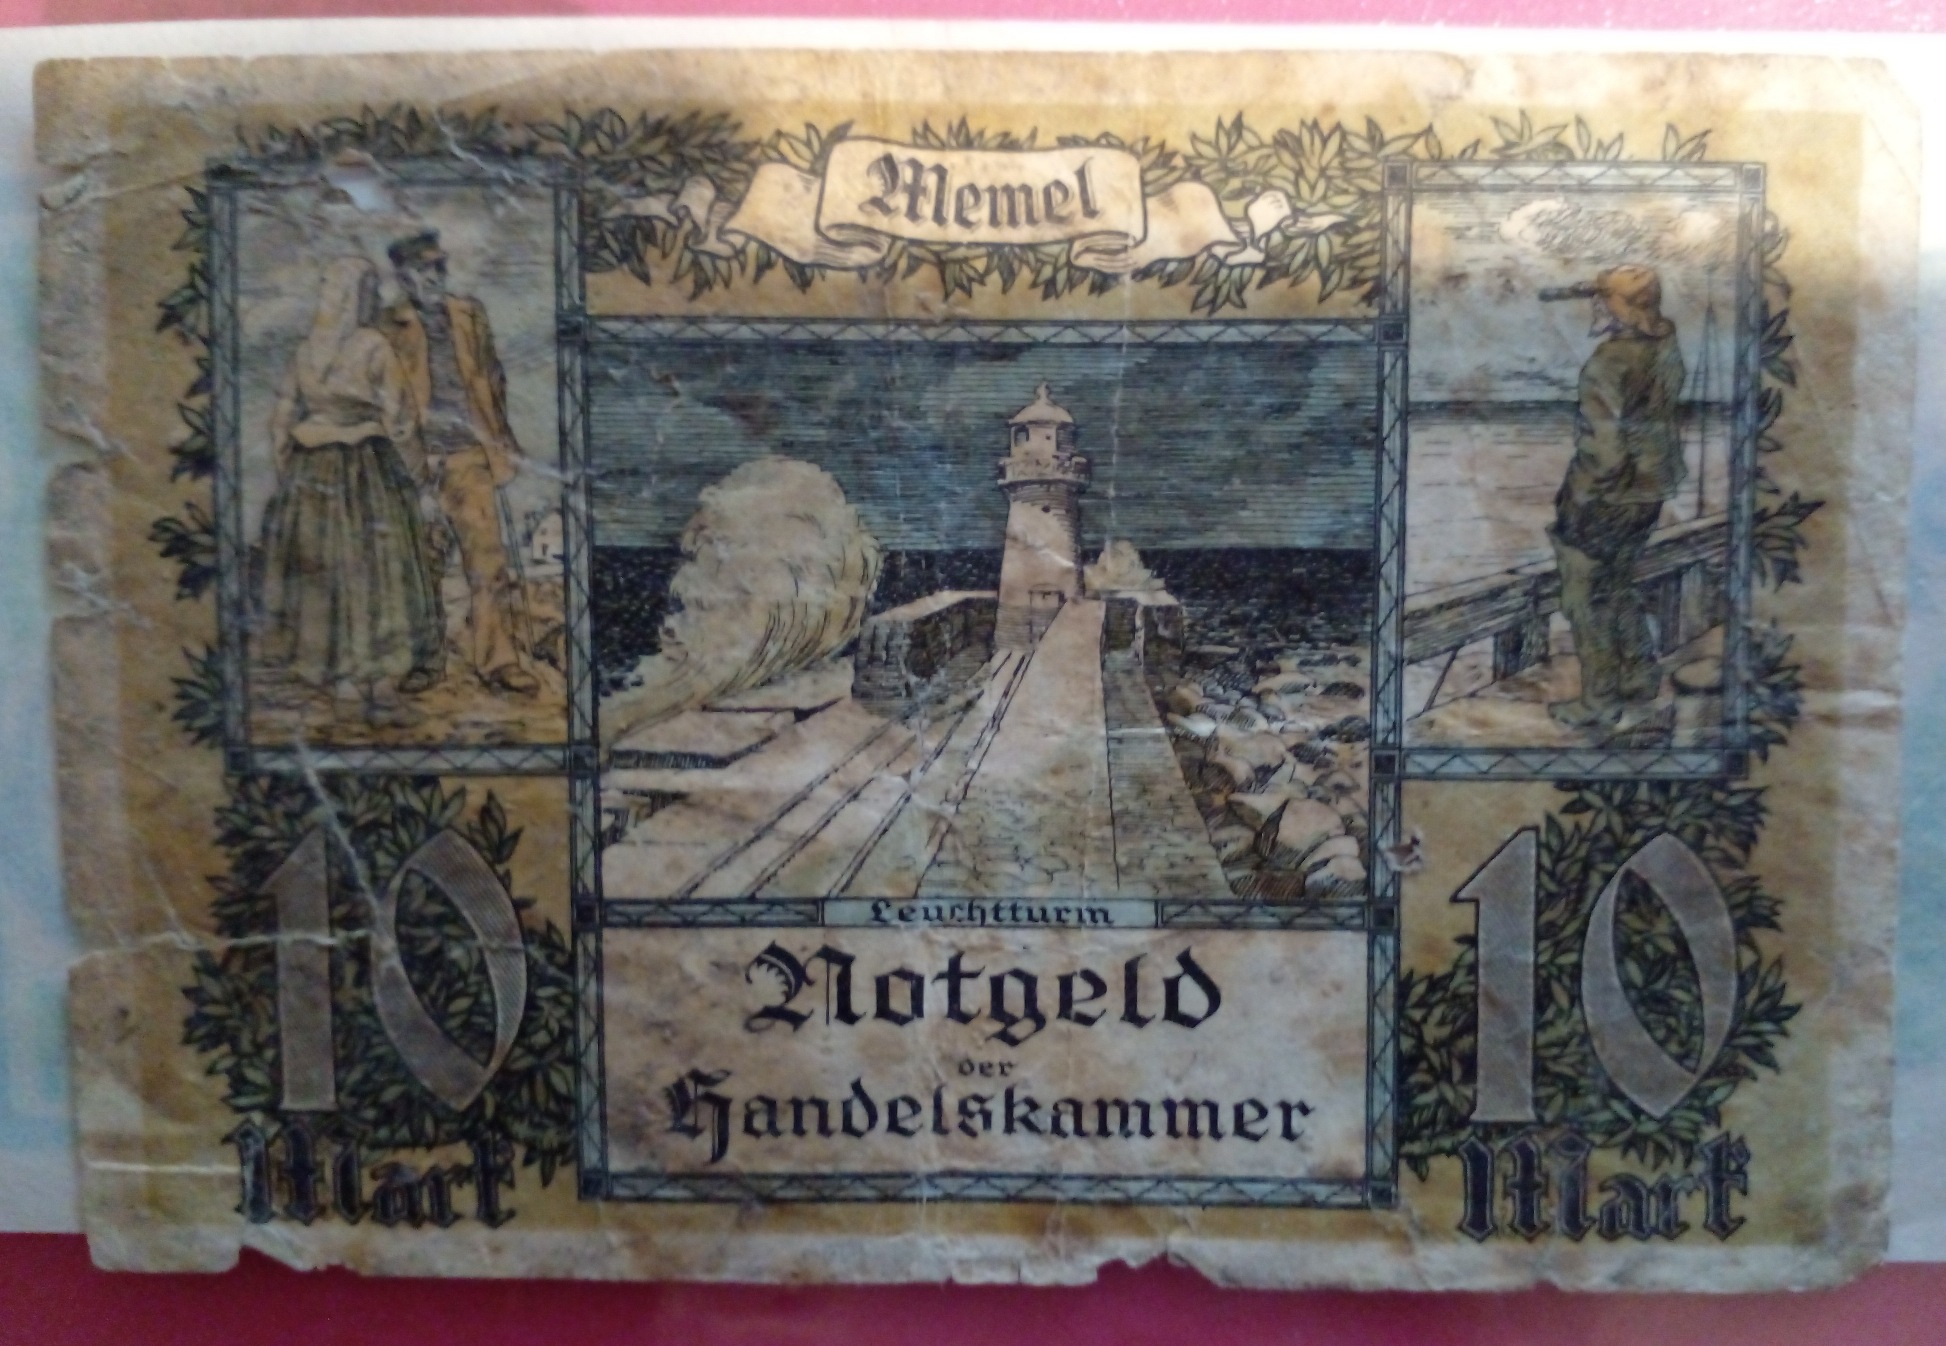 Memel
Leuchtturm
10 10
Mark Mark
Notgeld
der
Handelskammer